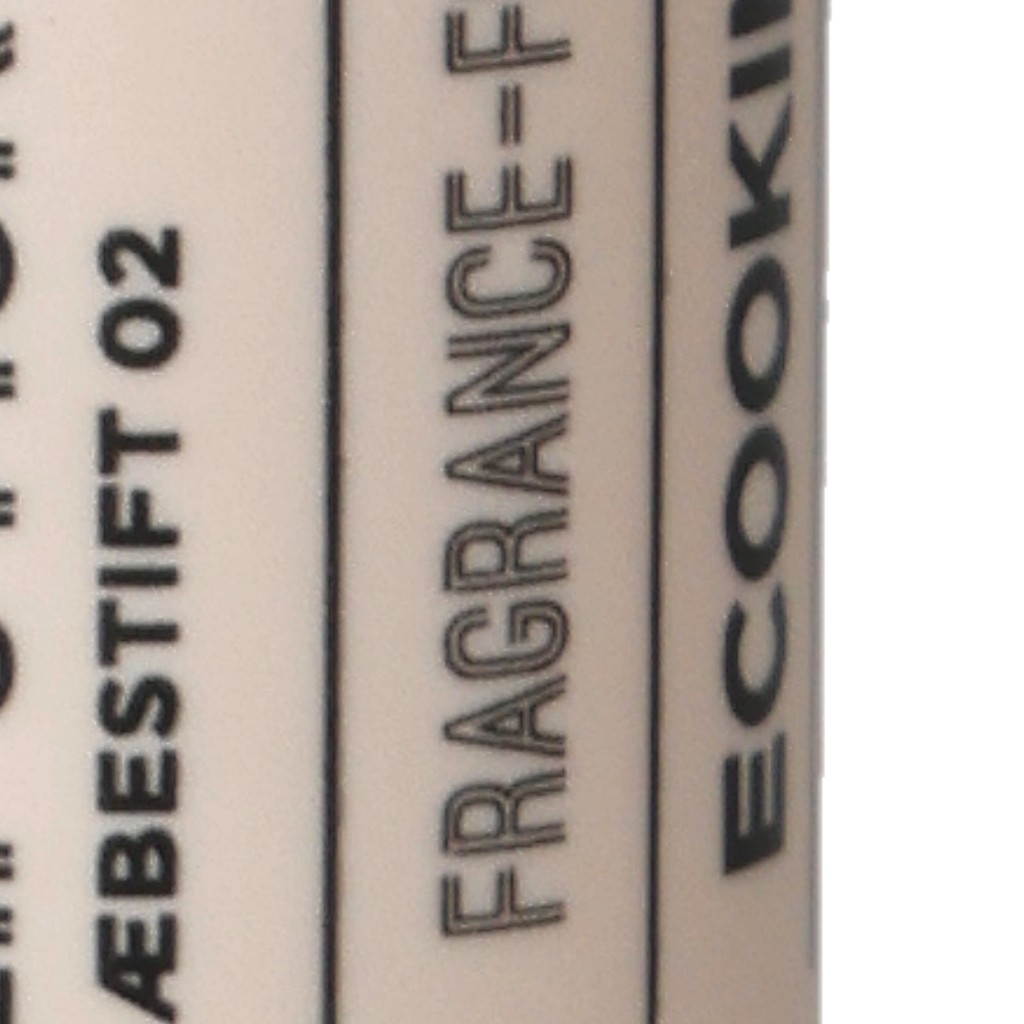 ÆBESTIFT 02
FRAGRANCE-F
ECOOKI